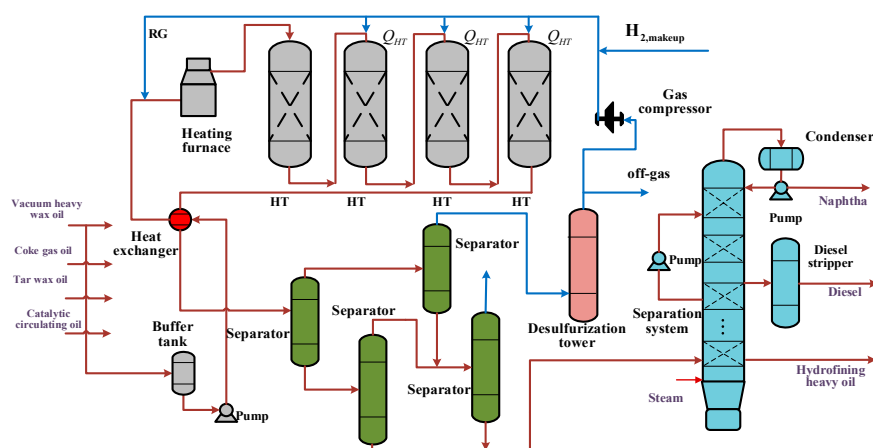 RG
Q_HT
Q_HT
Q_HT
H2,makeup
Heating
furnace
Gas
compressor
Condenser
off-gas
HT
HT
HT
HT
Pump
Naphtha
Vacuum heavy
wax oil
Coke gas oil
Tar wax oil
Catalytic
circulating oil
Heat
exchanger
Separator
Separator
Separator
Separator
Desulfurization
tower
Pump
Separation
system
Diesel
stripper
Diesel
Buffer
tank
Pump
Steam
Hydrofining
heavy oil